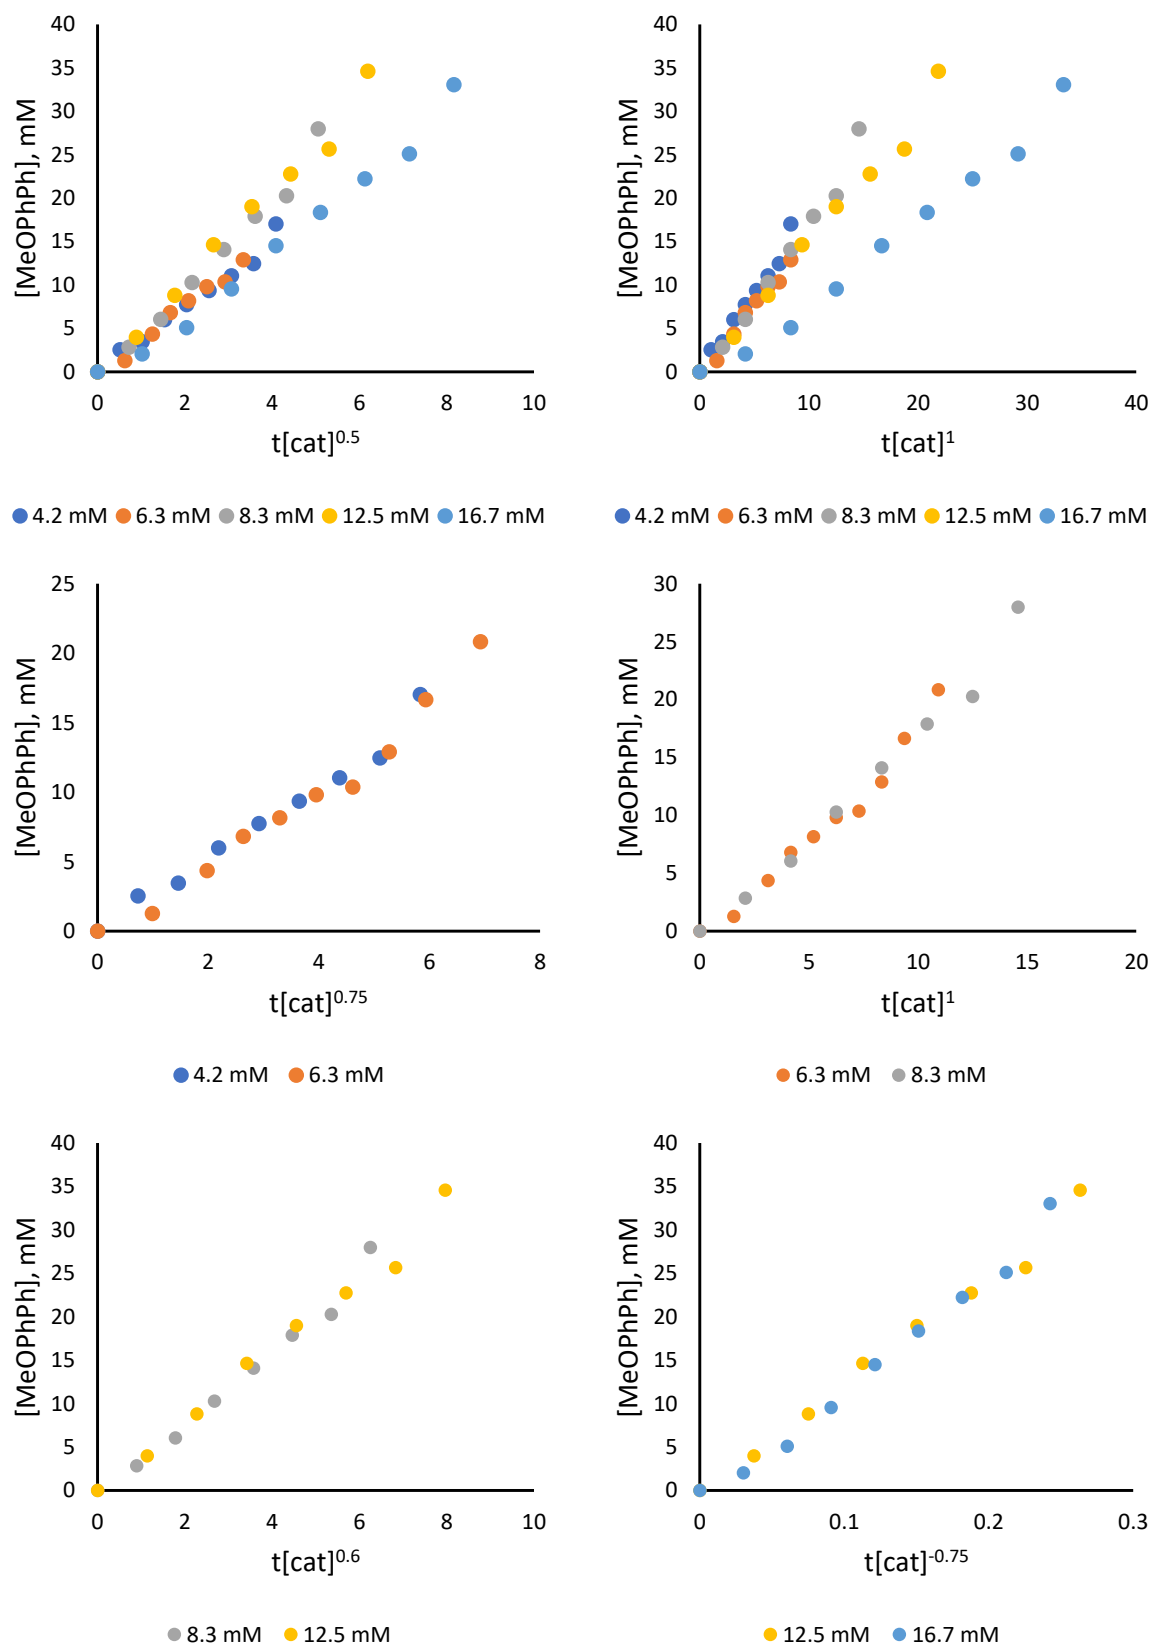 40
35
30
25
20
15
10
5
0
[MeOPhPh], mM
0 2 4 6 8 10
t[cat]^0.5
4.2 mM 6.3 mM 8.3 mM 12.5 mM 16.7 mM
40
35
30
25
20
15
10
5
0
[MeOPhPh], mM
0 10 20 30 40
t[cat]^1
4.2 mM 6.3 mM 8.3 mM 12.5 mM 16.7 mM
25
20
15
10
5
0
[MeOPhPh], mM
0 2 4 6 8
t[cat]^0.75
4.2 mM 6.3 mM
30
25
20
15
10
5
0
[MeOPhPh], mM
0 5 10 15 20
t[cat]^1
6.3 mM 8.3 mM
40
35
30
25
20
15
10
5
0
[MeOPhPh], mM
0 2 4 6 8 10
t[cat]^0.6
8.3 mM 12.5 mM
40
35
30
25
20
15
10
5
0
[MeOPhPh], mM
0 0.1 0.2 0.3
t[cat]^-0.75
12.5 mM 16.7 mM